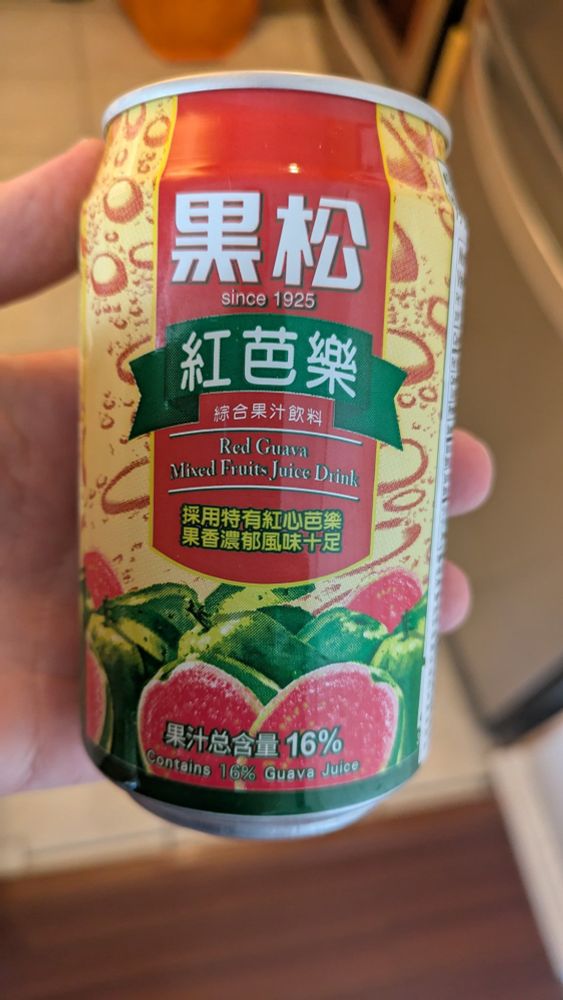 黑松
since 1925
紅芭樂
綜合果汁飲料
Red Guava
Mixed Fruits Juice Drink
採用特有紅心芭樂
果香濃郁風味十足
果汁总含量 16%
Contains 16% Guava Juice